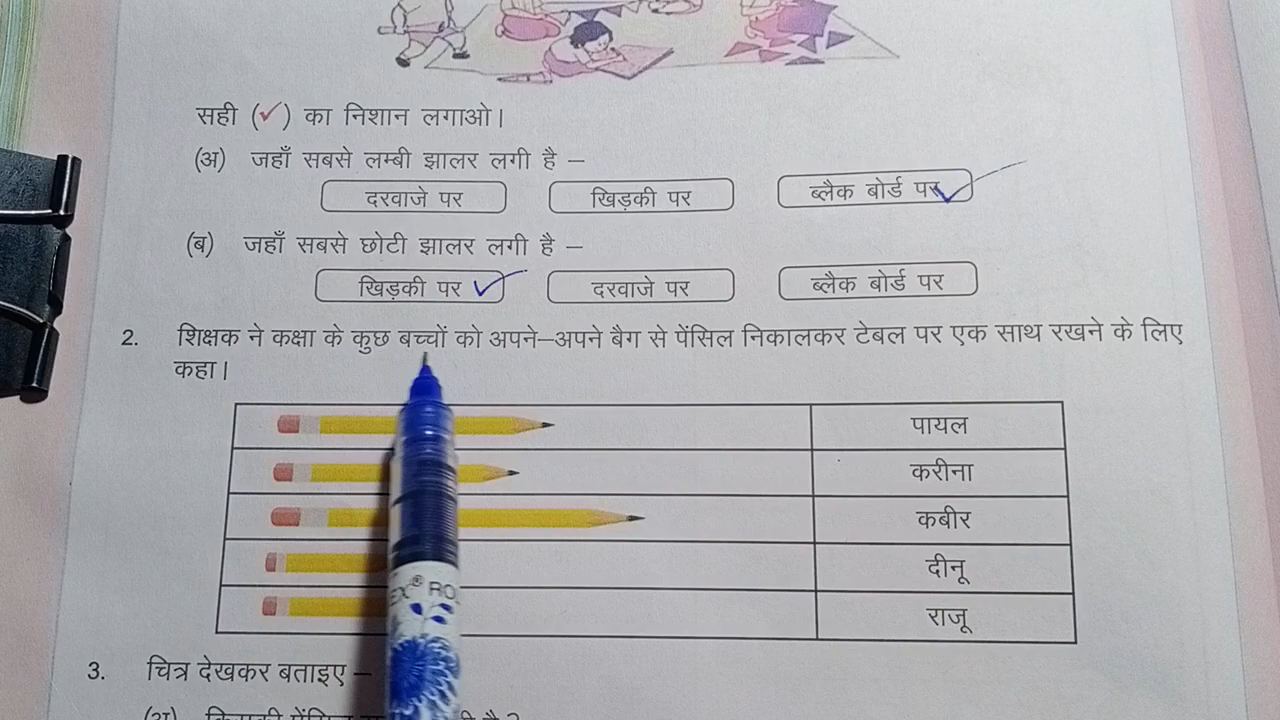 सही (✓) का निशान लगाओ।
(अ) जहाँ सबसे लम्बी झालर लगी है –
दरवाजे पर खिड़की पर ब्लैक बोर्ड पर
(ब) जहाँ सबसे छोटी झालर लगी है –
खिड़की पर दरवाजे पर ब्लैक बोर्ड पर
2. शिक्षक ने कक्षा के कुछ बच्चों को अपने–अपने बैग से पेंसिल निकालकर टेबल पर एक साथ रखने के लिए
कहा।
पायल
करीना
कबीर
दीनू
राजू
3. चित्र देखकर बताइए –